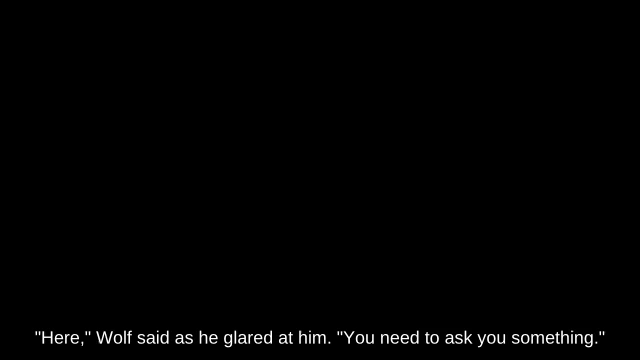 "Here," Wolf said as he glared at him. "You need to ask you something."